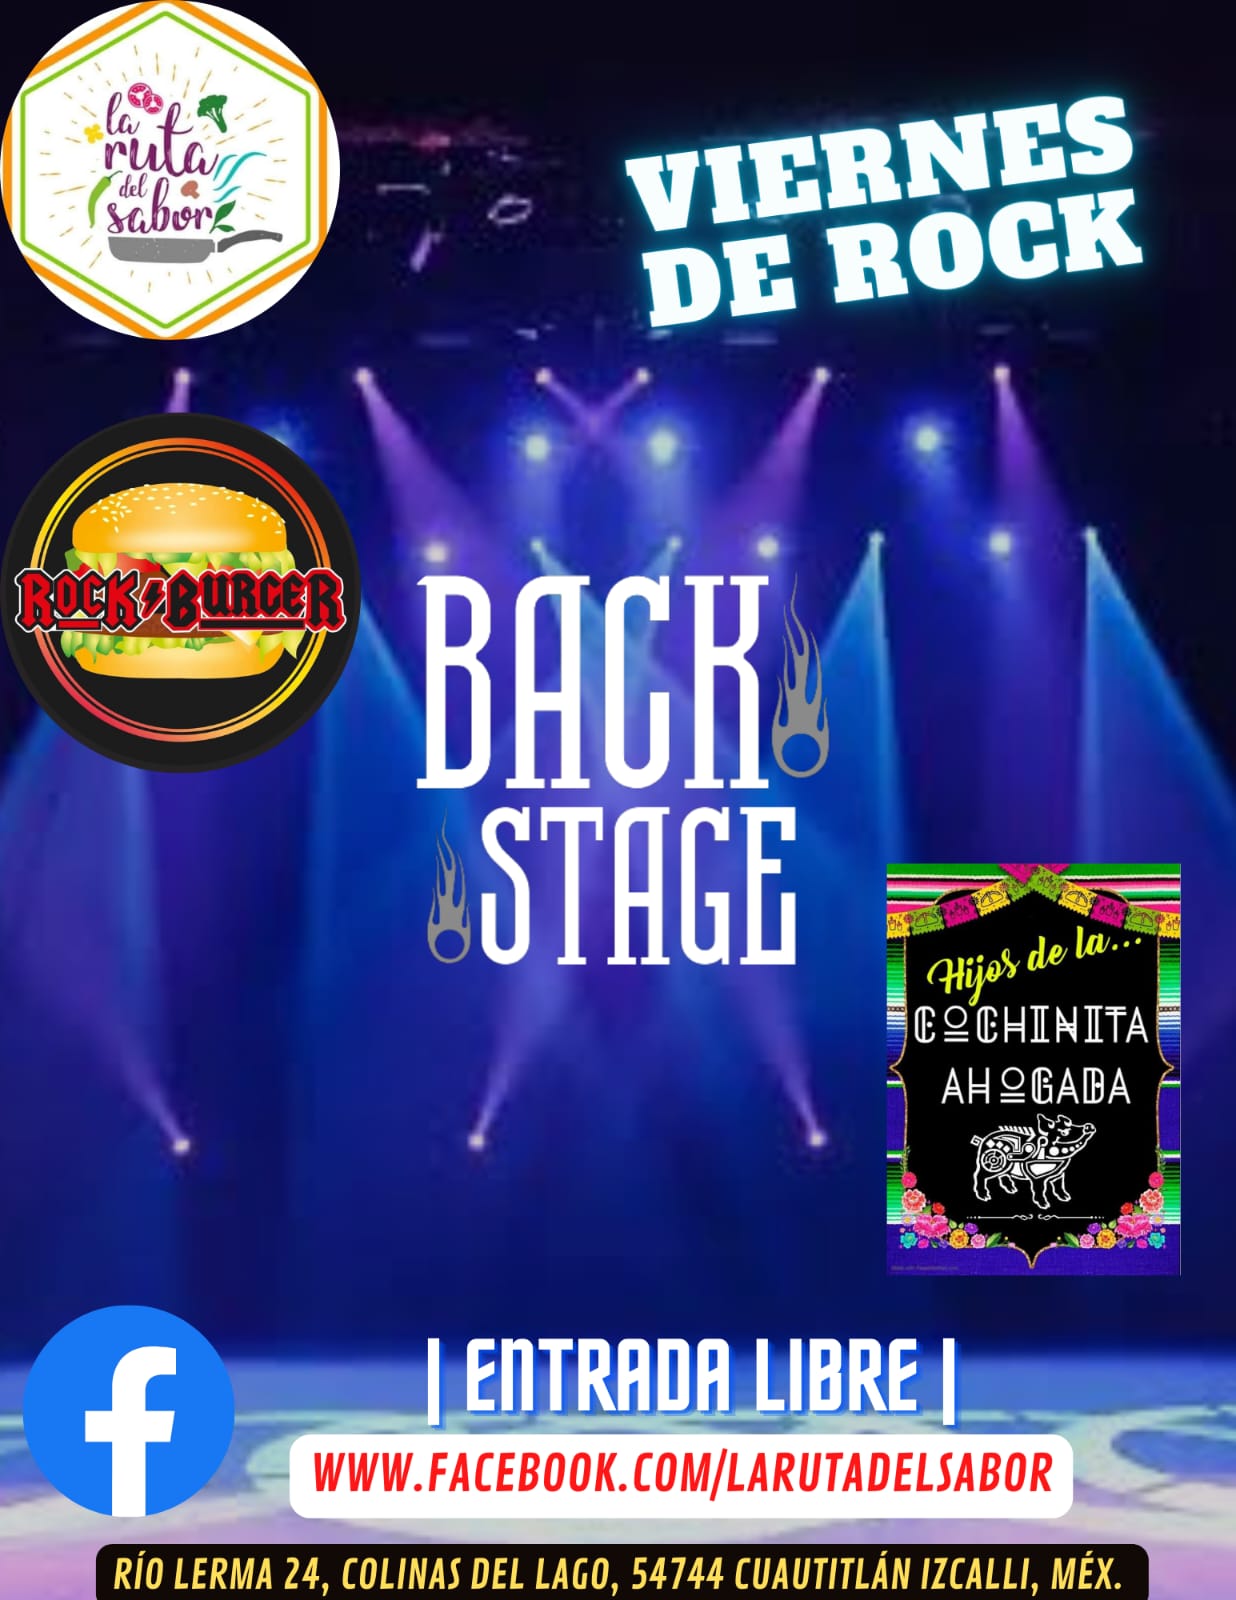 la
ruta
del
sabor
VIERNES
DE ROCK
ROCK BURGER
BACK
STAGE
Hijos de la...
COCHINITA
AHOGADA
| ENTRADA LIBRE |
WWW.FACEBOOK.COM/LARUTADELSABOR
RÍO LERMA 24, COLINAS DEL LAGO, 54744 CUAUTITLÁN IZCALLI, MÉX.